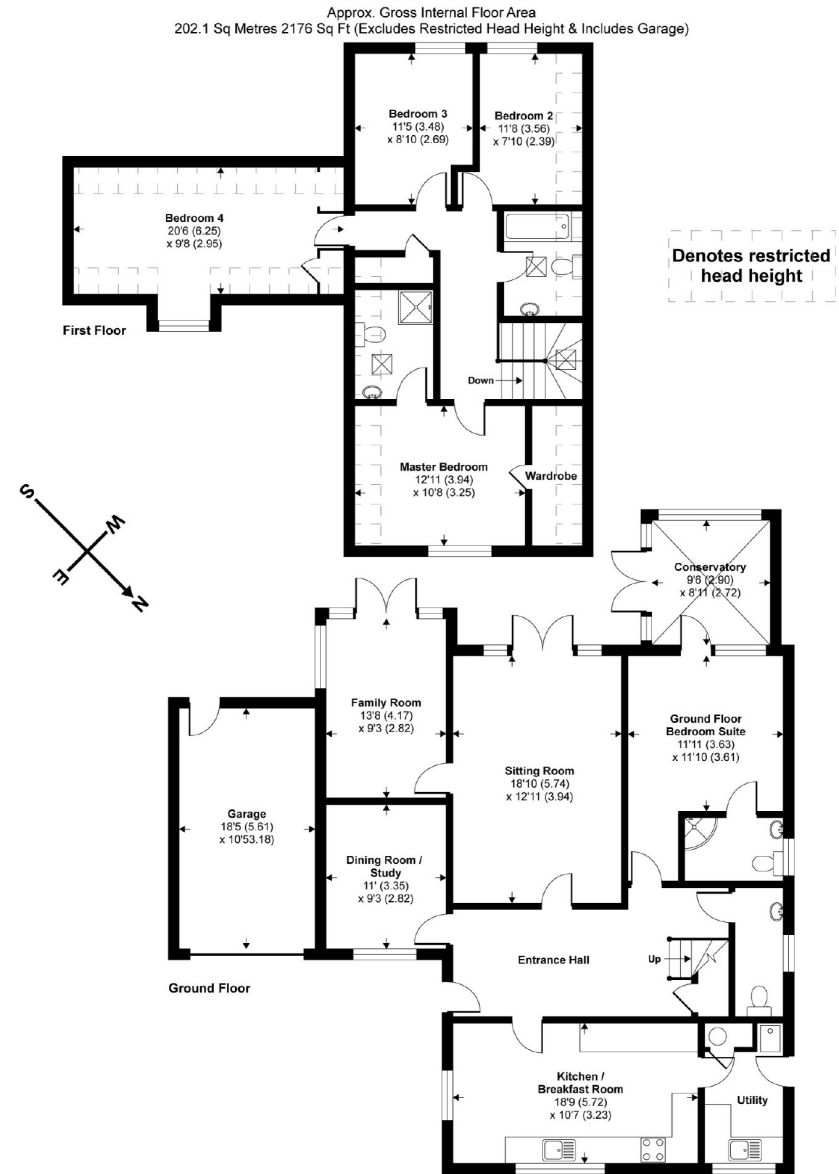 Approx. Gross Internal Floor Area
202.1 Sq Metres 2176 Sq Ft (Excludes Restricted Head Height & Includes Garage)
Bedroom 3
11'5 (3.48)
x 8'10 (2.69)
Bedroom 2
11'8 (3.56)
x 7'10 (2.39)
Bedroom 4
20'6 (6.25)
x 9'8 (2.95)
Denotes restricted
head height
First Floor
Down
Master Bedroom
12'11 (3.94)
x 10'8 (3.25)
Wardrobe
S
W
E
N
Conservatory
9'6 (2.90)
x 8'11 (2.72)
Family Room
13'8 (4.17)
x 9'3 (2.82)
Ground Floor
Bedroom Suite
11'11 (3.63)
x 11'10 (3.61)
Sitting Room
18'10 (5.74)
x 12'11 (3.94)
Garage
18'5 (5.61)
x 10'53.18)
Dining Room /
Study
11' (3.35)
x 9'3 (2.82)
Entrance Hall
Up
Ground Floor
Kitchen /
Breakfast Room
18'9 (5.72)
x 10'7 (3.23)
Utility